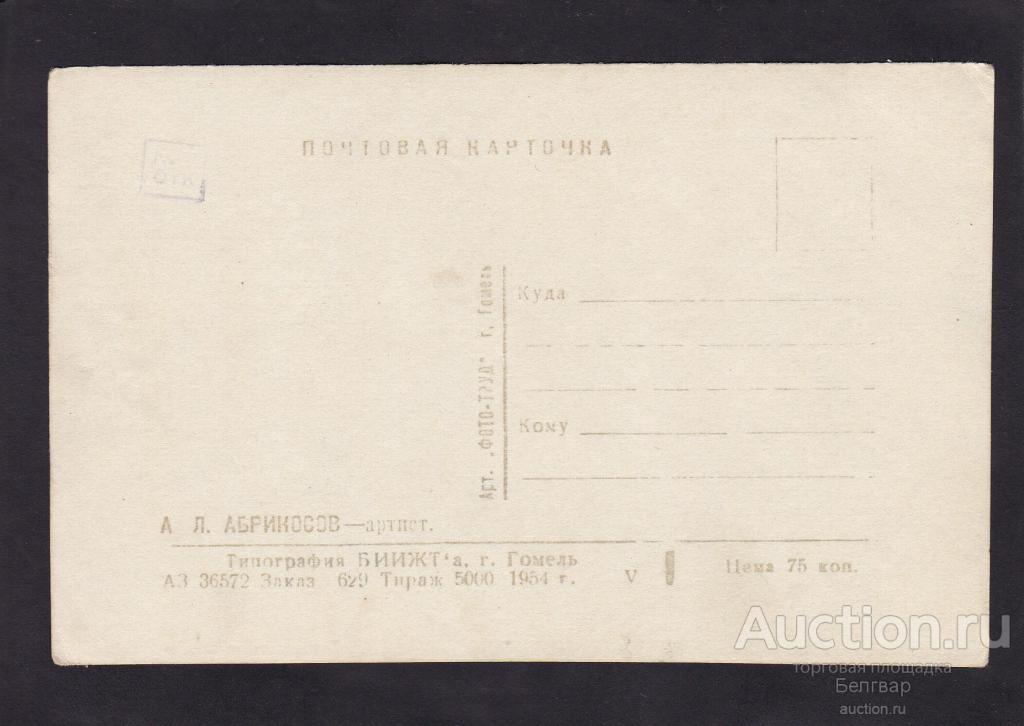 ПОЧТОВАЯ КАРТОЧКА
ОТК
Арт. „ФОТО-ТРУД“ г. Гомель
Куда
Кому
А Л. АБРИКОСОВ—артист.
Типография БИИЖТ'а, г. Гомель
АЗ 36572 Заказ 629 Тираж 5000 1954 г. V
Цена 75 коп.
Auction.ru
торговая площадка
Белгвар
auction.ru